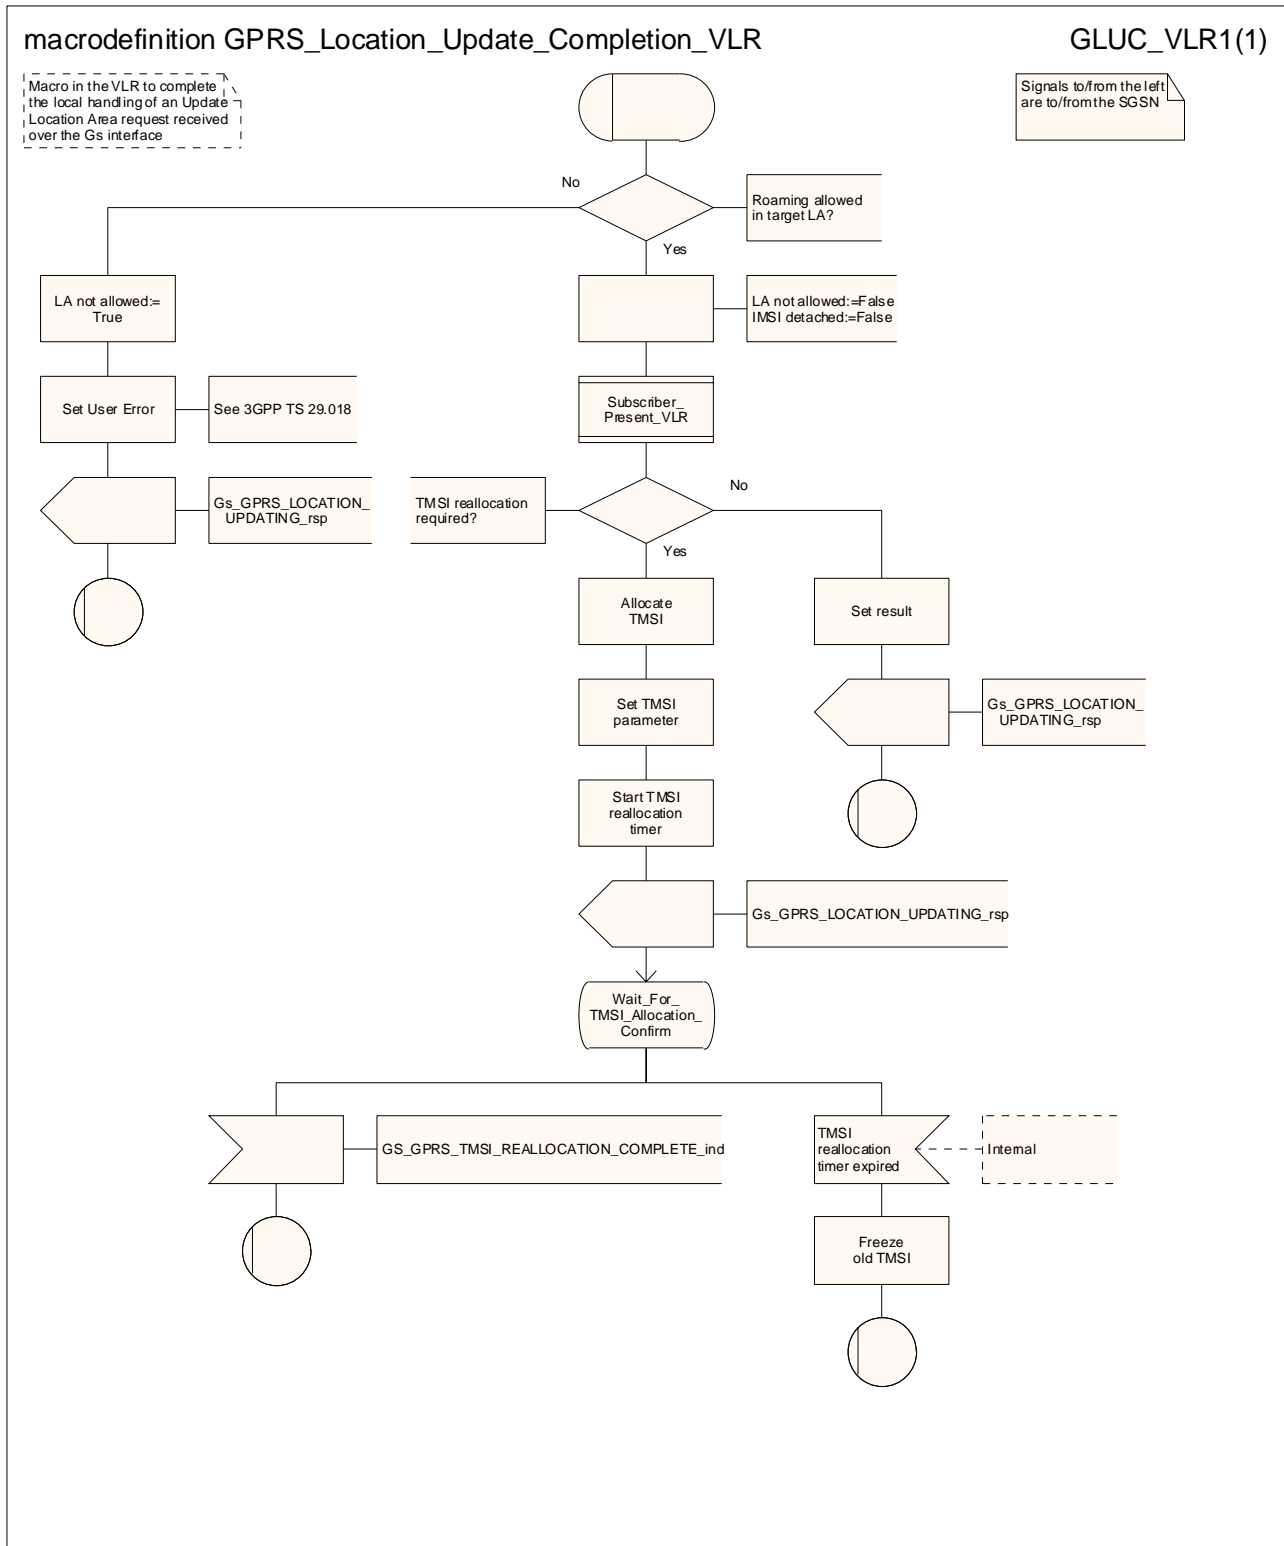 macrodefinition GPRS_Location_Update_Completion_VLR
GLUC_VLR1(1)
Macro in the VLR to complete
the local handling of an Update
Location Area request received
over the Gs interface
Signals to/from the left
are to/from the SGSN
No
Roaming allowed
in target LA?
Yes
LA not allowed:=
True
LA not allowed:=False
IMSI detached:=False
Set User Error
See 3GPP TS 29.018
Subscriber_
Present_VLR
Gs_GPRS_LOCATION_
UPDATING_rsp
TMSI reallocation
required?
No
Yes
Allocate
TMSI
Set result
Set TMSI
parameter
Gs_GPRS_LOCATION_
UPDATING_rsp
Start TMSI
reallocation
timer
Gs_GPRS_LOCATION_UPDATING_rsp
Wait_For_
TMSI_Allocation_
Confirm
GS_GPRS_TMSI_REALLOCATION_COMPLETE_ind
TMSI
reallocation
timer expired
Internal
Freeze
old TMSI